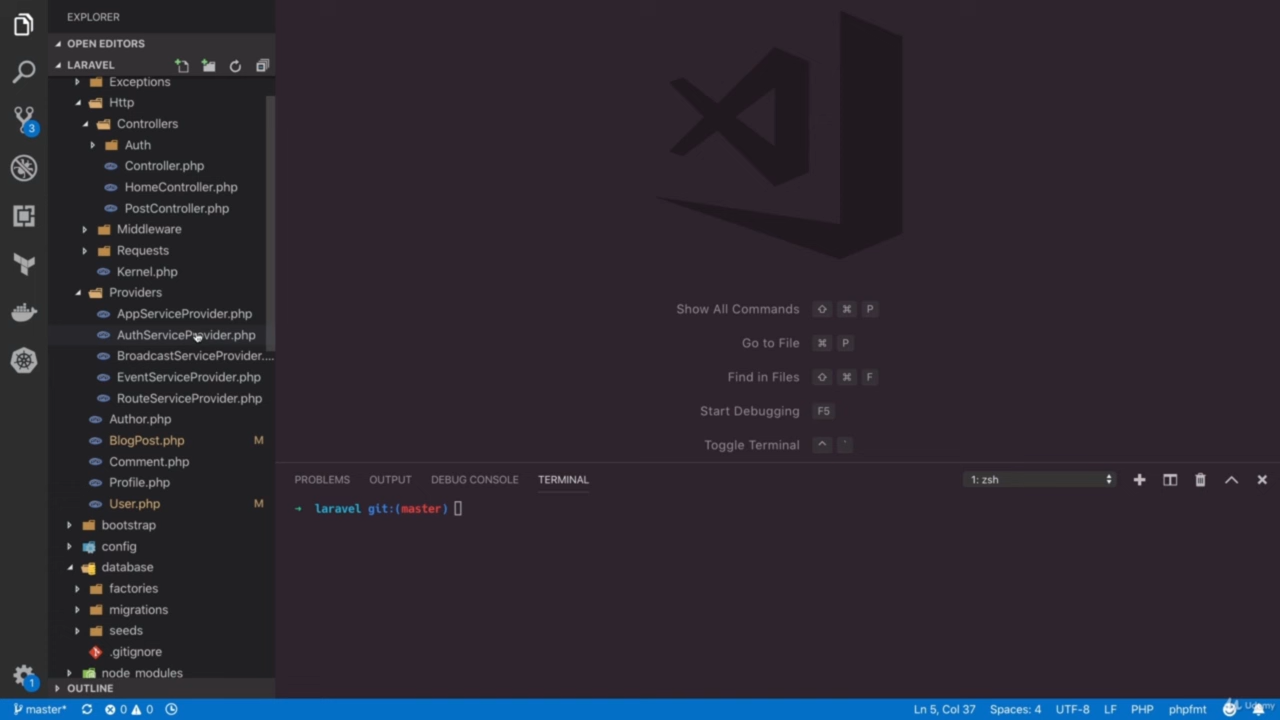 EXPLORER
OPEN EDITORS
LARAVEL
Exceptions
Http
Controllers
Auth
Controller.php
HomeController.php
PostController.php
Middleware
Requests
Kernel.php
Providers
AppServiceProvider.php
AuthServiceProvider.php
BroadcastServiceProvider....
EventServiceProvider.php
RouteServiceProvider.php
Author.php
BlogPost.php M
Comment.php
Profile.php
User.php M
bootstrap
config
database
factories
migrations
seeds
.gitignore
node_modules
OUTLINE
3
1
Show All Commands ⇧ ⌘ P
Go to File ⌘ P
Find in Files ⇧ ⌘ F
Start Debugging F5
Toggle Terminal ^ `
PROBLEMS OUTPUT DEBUG CONSOLE TERMINAL 1: zsh
→ laravel git:(master)
master* 0 0 Ln 5, Col 37 Spaces: 4 UTF-8 LF PHP phpfmt
Udemy